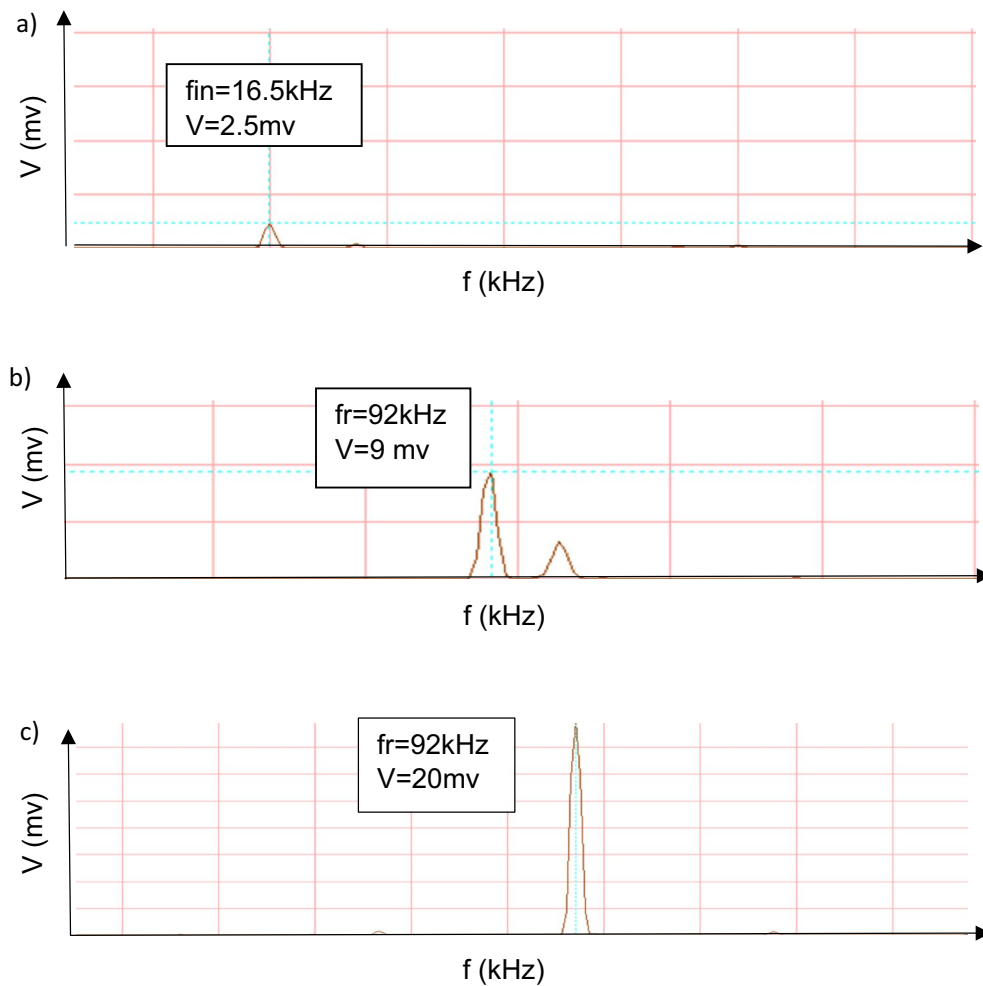 a)
V (mv)
fin=16.5kHz
V=2.5mv
f (kHz)
b)
V (mv)
fr=92kHz
V=9 mv
f (kHz)
c)
V (mv)
fr=92kHz
V=20mv
f (kHz)